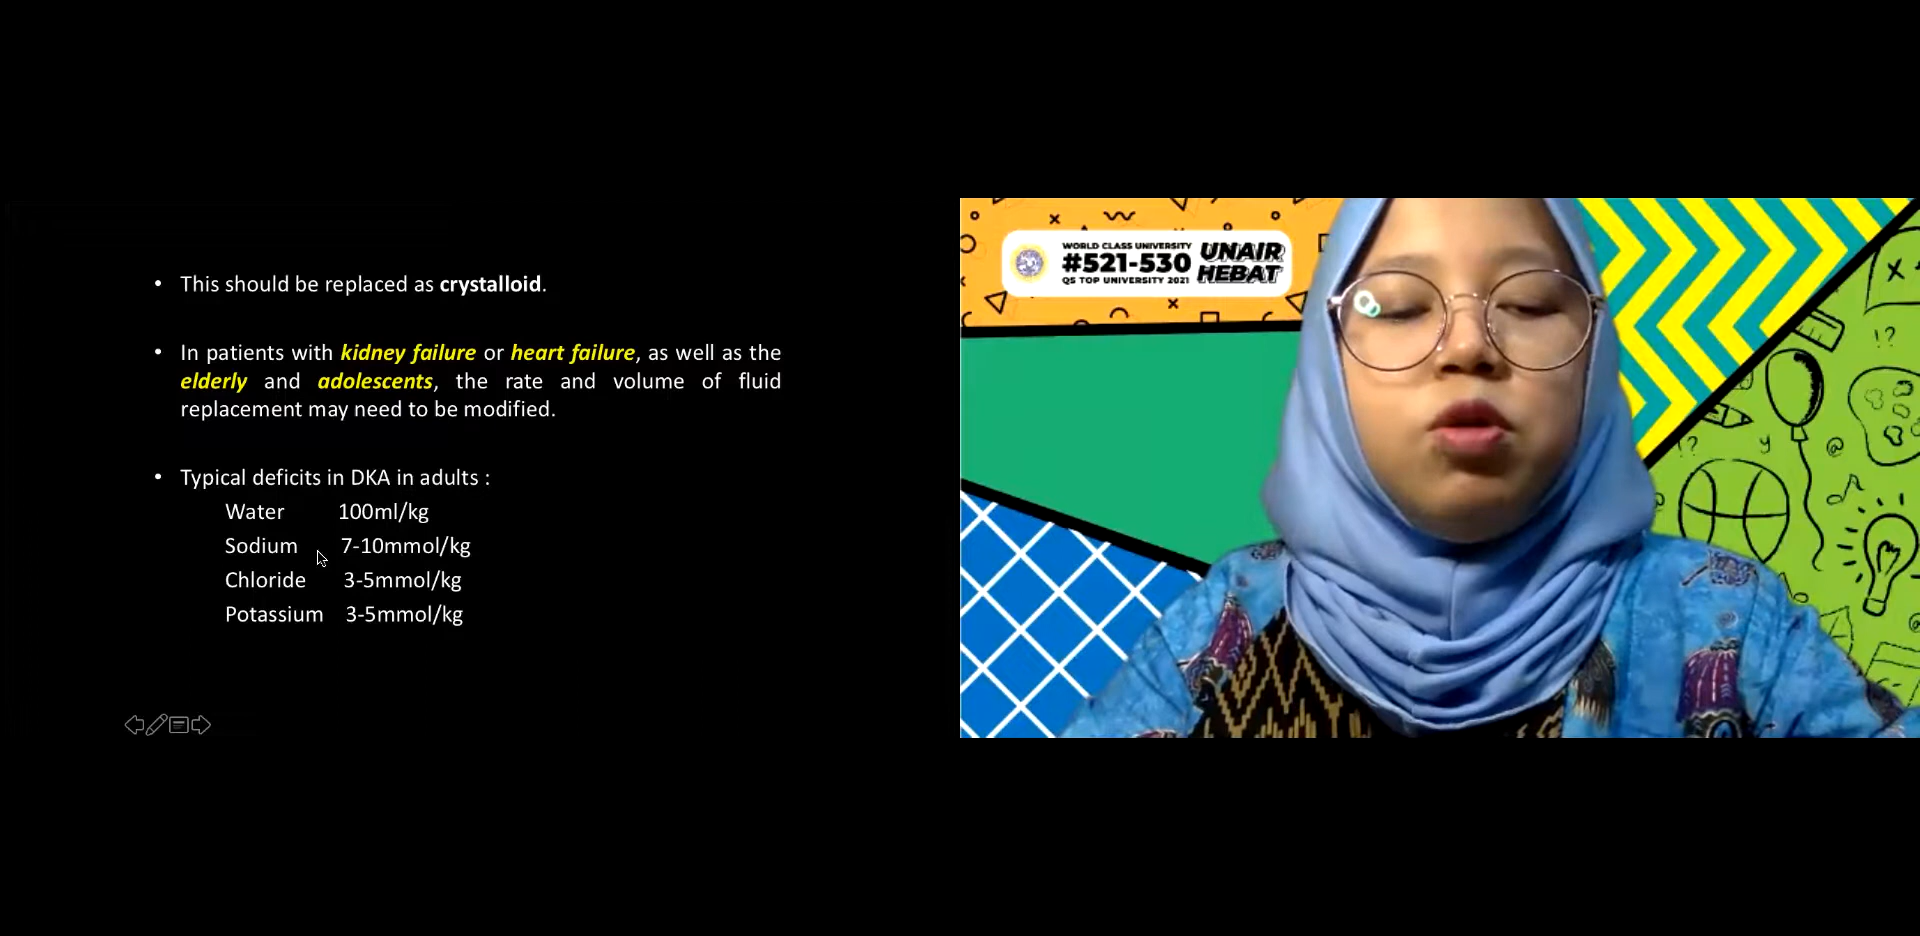 • This should be replaced as crystalloid.
• In patients with kidney failure or heart failure, as well as the
elderly and adolescents, the rate and volume of fluid
replacement may need to be modified.
• Typical deficits in DKA in adults :
Water 100ml/kg
Sodium 7-10mmol/kg
Chloride 3-5mmol/kg
Potassium 3-5mmol/kg
WORLD CLASS UNIVERSITY
#521-530
QS TOP UNIVERSITY 2021
UNAIR
HEBAT